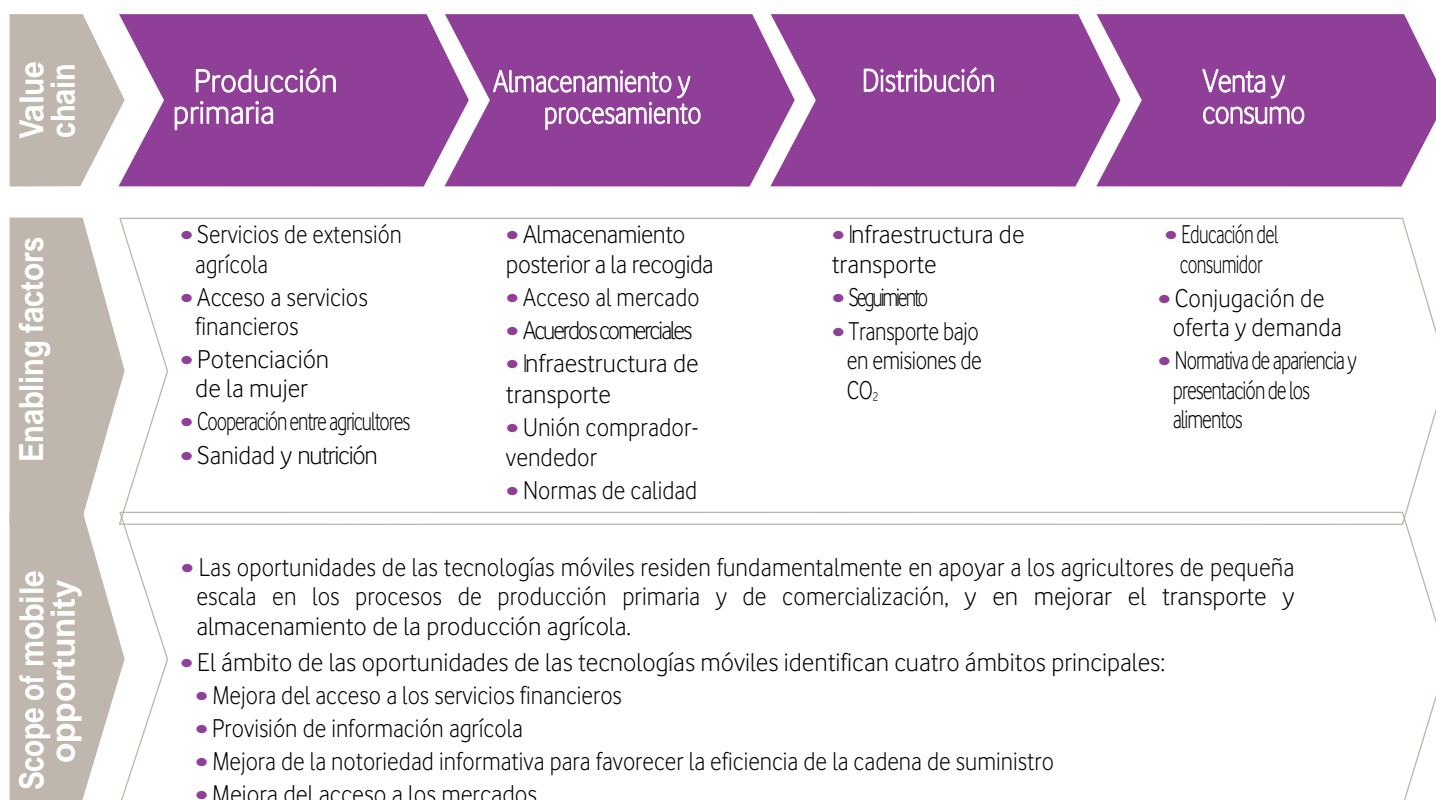 Value
chain
Producción
primaria
Almacenamiento y
procesamiento
Distribución
Venta y
consumo
Enabling factors
• Servicios de extensión
agrícola
• Acceso a servicios
financieros
• Potenciación
de la mujer
• Cooperación entre agricultores
• Sanidad y nutrición
• Almacenamiento
posterior a la recogida
• Acceso al mercado
• Acuerdos comerciales
• Infraestructura de
transporte
• Unión comprador-
vendedor
• Normas de calidad
• Infraestructura de
transporte
• Seguimiento
• Transporte bajo
en emisiones de
CO₂
• Educación del
consumidor
• Conjugación de
oferta y demanda
• Normativa de apariencia y
presentación de los
alimentos
Scope of mobile
opportunity
• Las oportunidades de las tecnologías móviles residen fundamentalmente en apoyar a los agricultores de pequeña
escala en los procesos de producción primaria y de comercialización, y en mejorar el transporte y
almacenamiento de la producción agrícola.
• El ámbito de las oportunidades de las tecnologías móviles identifican cuatro ámbitos principales:
• Mejora del acceso a los servicios financieros
• Provisión de información agrícola
• Mejora de la notoriedad informativa para favorecer la eficiencia de la cadena de suministro
• Mejora del acceso a los mercados